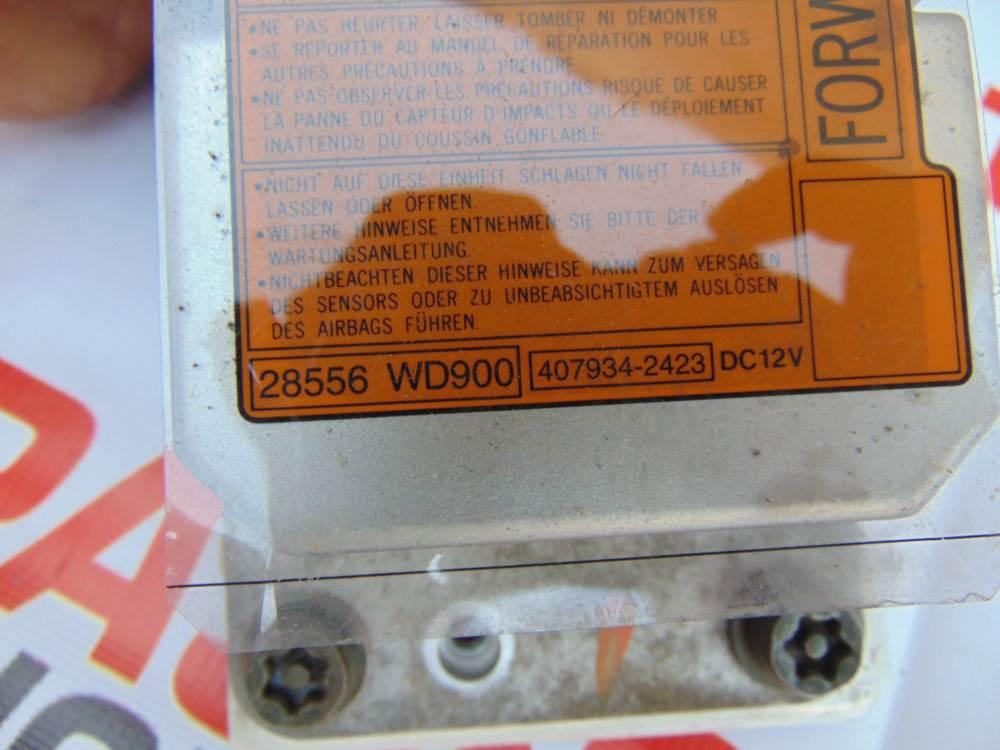 •NE PAS HEURTER LAISSER TOMBER NI DÉMONTER.
•SE REPORTER AU MANUEL DE RÉPARATION POUR LES
AUTRES PRÉCAUTIONS À PRENDRE
•NE PAS OBSERVER LES PRÉCAUTIONS RISQUE DE CAUSER
LA PANNE DU CAPTEUR D'IMPACTS OU LE DÉPLOIEMENT
INATTENDU DU COUSSIN GONFLABLE
•NICHT AUF DIESE EINHEIT SCHLAGEN NICHT FALLEN
LASSEN ODER ÖFFNEN.
•WEITERE HINWEISE ENTNEHMEN SIE BITTE DER
WARTUNGSANLEITUNG.
•NICHTBEACHTEN DIESER HINWEISE KANN ZUM VERSAGEN
DES SENSORS ODER ZU UNBEABSICHTIGTEM AUSLÖSEN
DES AIRBAGS FÜHREN.
28556 WD900 407934-2423 DC12V
FORW